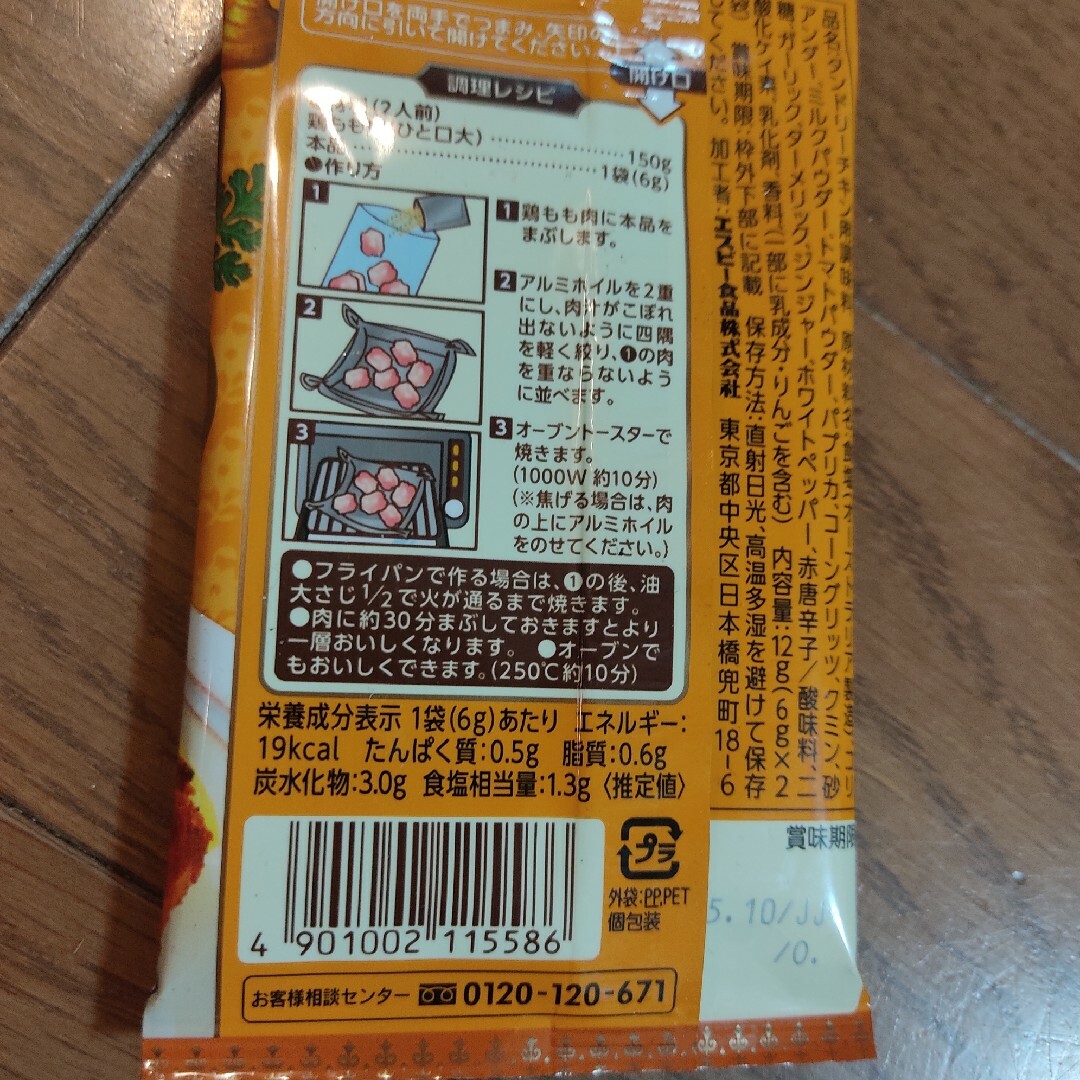 開け口を両手でつまみ、矢印の
方向に引いて開けてください。
開け口
調理レシピ
(2人前)
鶏もも ひと口大) 150g
本品 1袋(6g)
●作り方
1
1 鶏もも肉に本品を
まぶします。
2
2 アルミホイルを2重
にし、肉汁がこぼれ
出ないように四隅
を軽く絞り、❶の肉
を重ならないよう
に並べます。
3
3 オーブントースターで
焼きます。
(1000W 約10分)
(※焦げる場合は、肉
の上にアルミホイル
をのせてください。)
●フライパンで作る場合は、❶の後、油
大さじ1/2で火が通るまで焼きます。
●肉に約30分まぶしておきますとより
一層おいしくなります。 ●オーブンで
もおいしくできます。(250℃約10分)
栄養成分表示 1袋(6g)あたり エネルギー:
19kcal たんぱく質:0.5g 脂質:0.6g
炭水化物:3.0g 食塩相当量:1.3g〈推定値〉
品名:タンドリーチキン用
アンダー、ミルクパウダー、トマトパウダー、パプリカ、コーングリッツ、クミン、砂
糖、ガーリック、ターメリック、ジンジャー、ホワイトペッパー、赤唐辛子/酸味料、二
酸化ケイ素、乳化剤、香料、(一部に乳成分・りんごを含む) 内容量:12g(6g×2
袋) 賞味期限:枠外下部に記載 保存方法:直射日光、高温多湿を避けて保存
してください。 加工者:エスビー食品株式会社 東京都中央区日本橋兜町18-6
プラ
外袋:PP,PET
個包装
賞味期限
5.10/JJ
/0.
4 901002 115586
お客様相談センター 0120-120-671